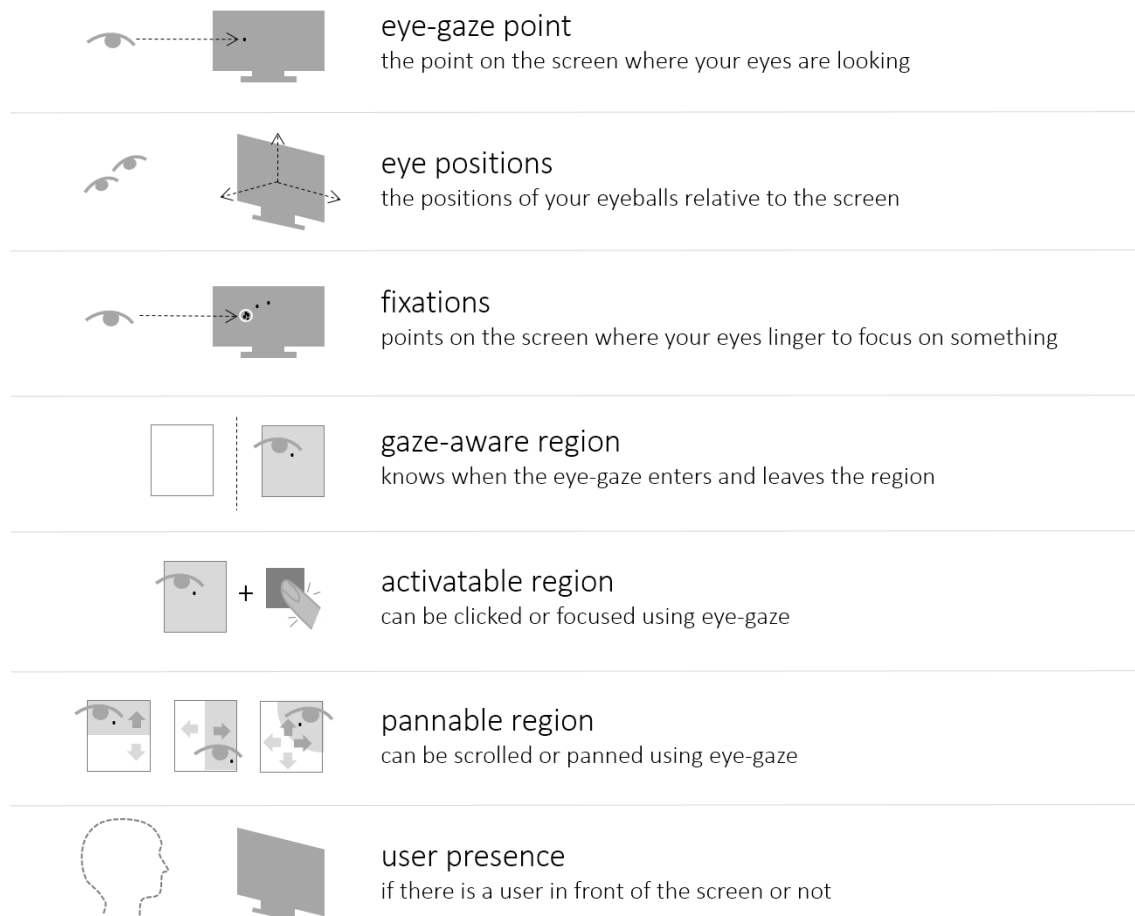 eye-gaze point
the point on the screen where your eyes are looking
eye positions
the positions of your eyeballs relative to the screen
fixations
points on the screen where your eyes linger to focus on something
gaze-aware region
knows when the eye-gaze enters and leaves the region
+
activatable region
can be clicked or focused using eye-gaze
pannable region
can be scrolled or panned using eye-gaze
user presence
if there is a user in front of the screen or not